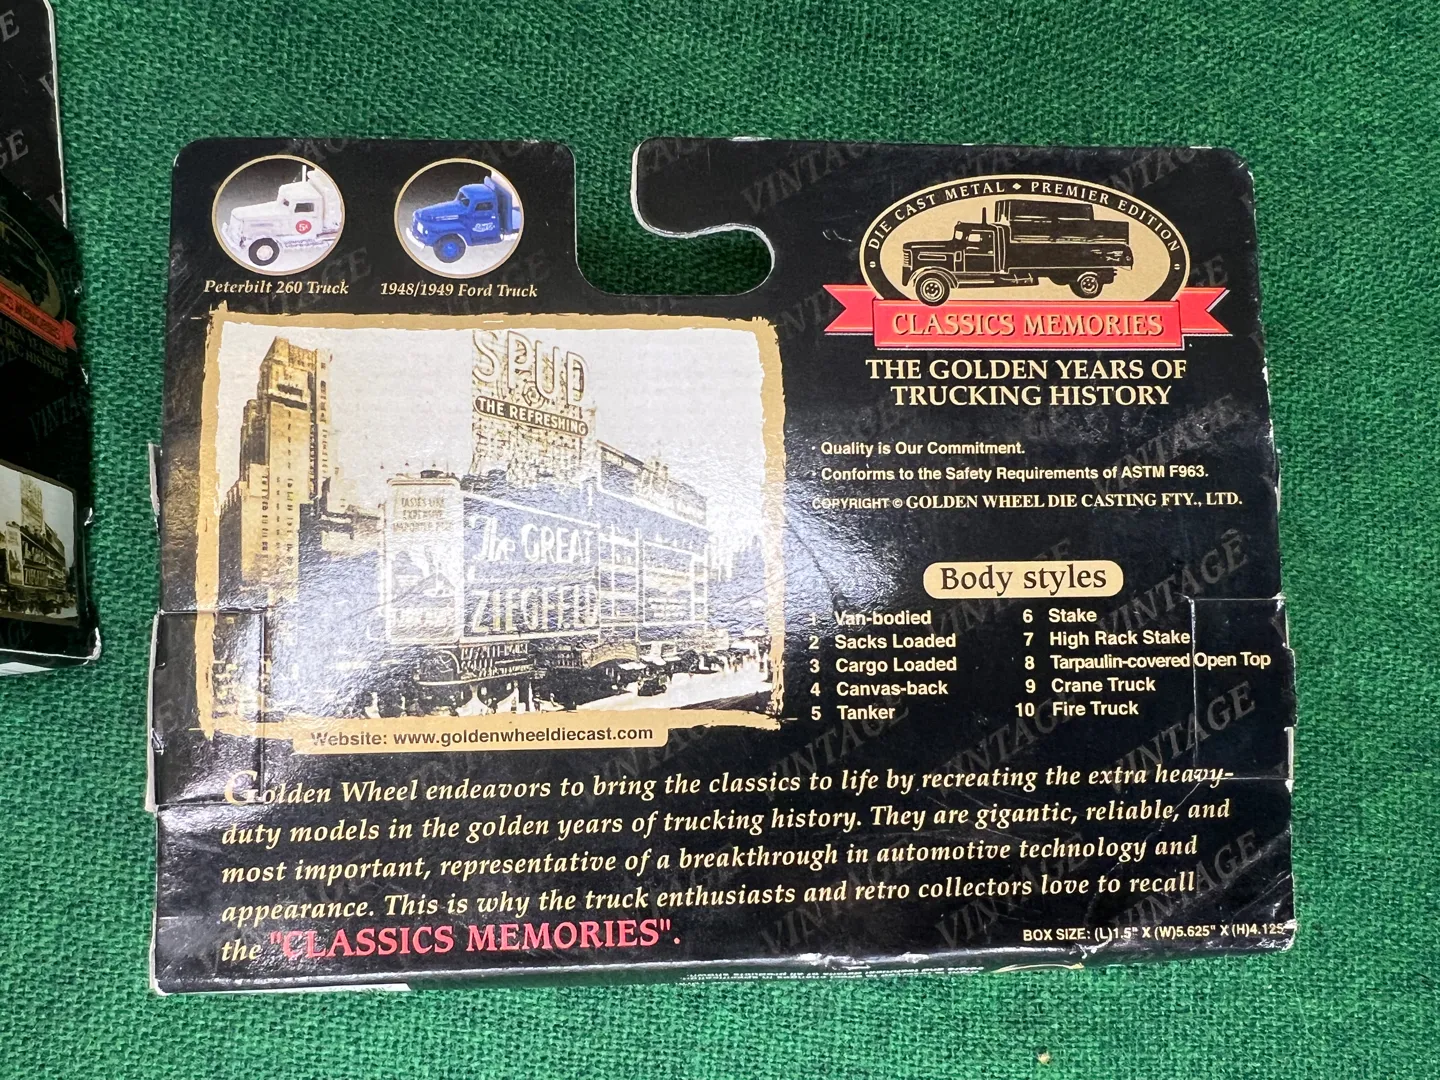 Peterbilt 260 Truck
1948/1949 Ford Truck
DIE CAST METAL • PREMIER EDITION
CLASSICS MEMORIES
THE GOLDEN YEARS OF
TRUCKING HISTORY
· Quality is Our Commitment.
· Conforms to the Safety Requirements of ASTM F963.
COPYRIGHT © GOLDEN WHEEL DIE CASTING FTY., LTD.
SPUD
THE REFRESHING
The GREAT
ZIEGFELD
Body styles
1 Van-bodied
2 Sacks Loaded
3 Cargo Loaded
4 Canvas-back
5 Tanker
6 Stake
7 High Rack Stake
8 Tarpaulin-covered Open Top
9 Crane Truck
10 Fire Truck
Website: www.goldenwheeldiecast.com
Golden Wheel endeavors to bring the classics to life by recreating the extra heavy-
duty models in the golden years of trucking history. They are gigantic, reliable, and
most important, representative of a breakthrough in automotive technology and
appearance. This is why the truck enthusiasts and retro collectors love to recall
the "CLASSICS MEMORIES".
BOX SIZE: (L)1.5" X (W)5.625" X (H)4.125"
VINTAGE